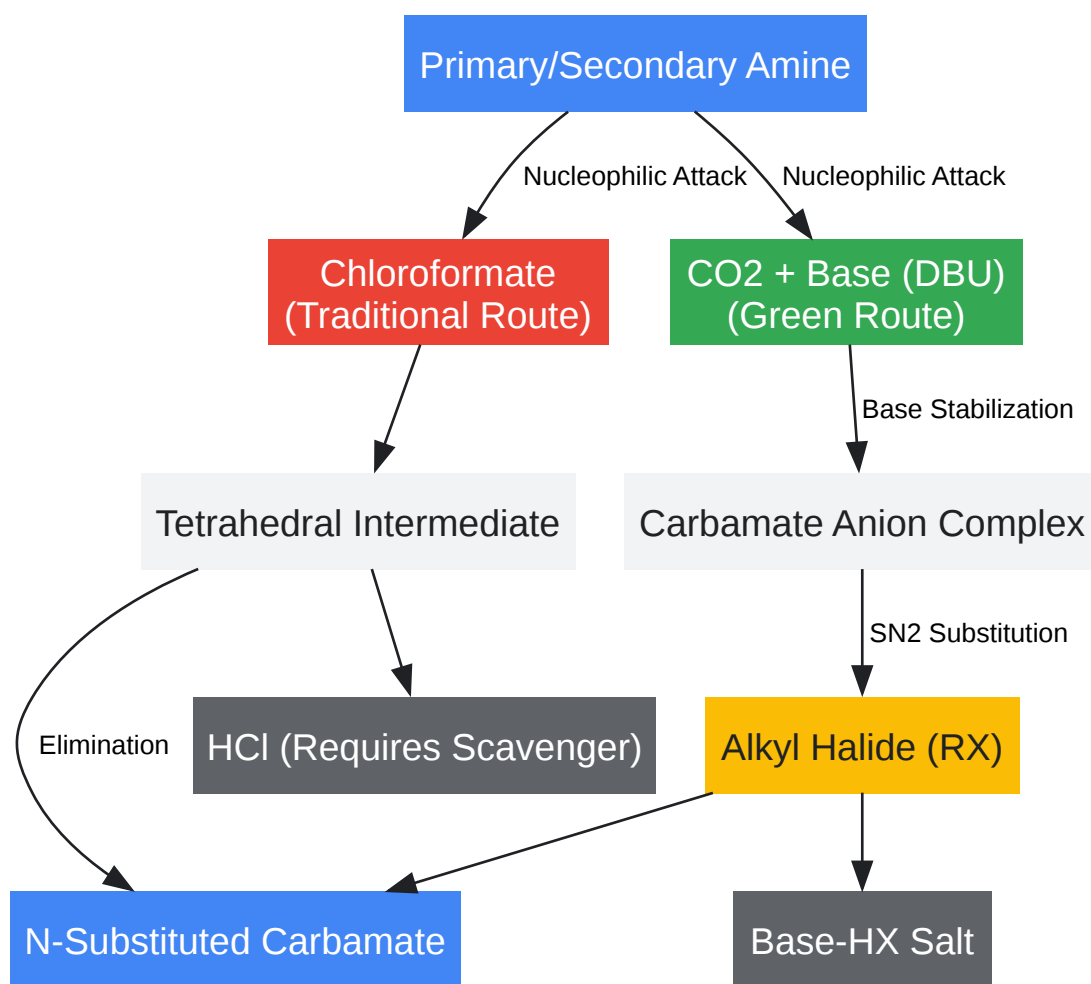 Primary/Secondary Amine
Nucleophilic Attack
Nucleophilic Attack
Chloroformate
(Traditional Route)
CO2 + Base (DBU)
(Green Route)
Base Stabilization
Tetrahedral Intermediate
Carbamate Anion Complex
SN2 Substitution
Elimination
HCl (Requires Scavenger)
Alkyl Halide (RX)
N-Substituted Carbamate
Base-HX Salt